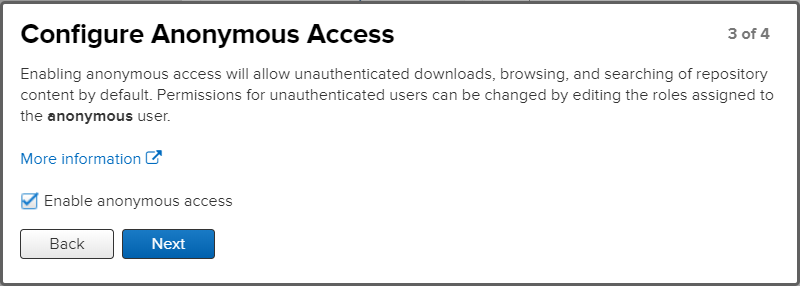 Configure Anonymous Access
3 of 4
Enabling anonymous access will allow unauthenticated downloads, browsing, and searching of repository
content by default. Permissions for unauthenticated users can be changed by editing the roles assigned to
the anonymous user.
More information
Enable anonymous access
Back
Next